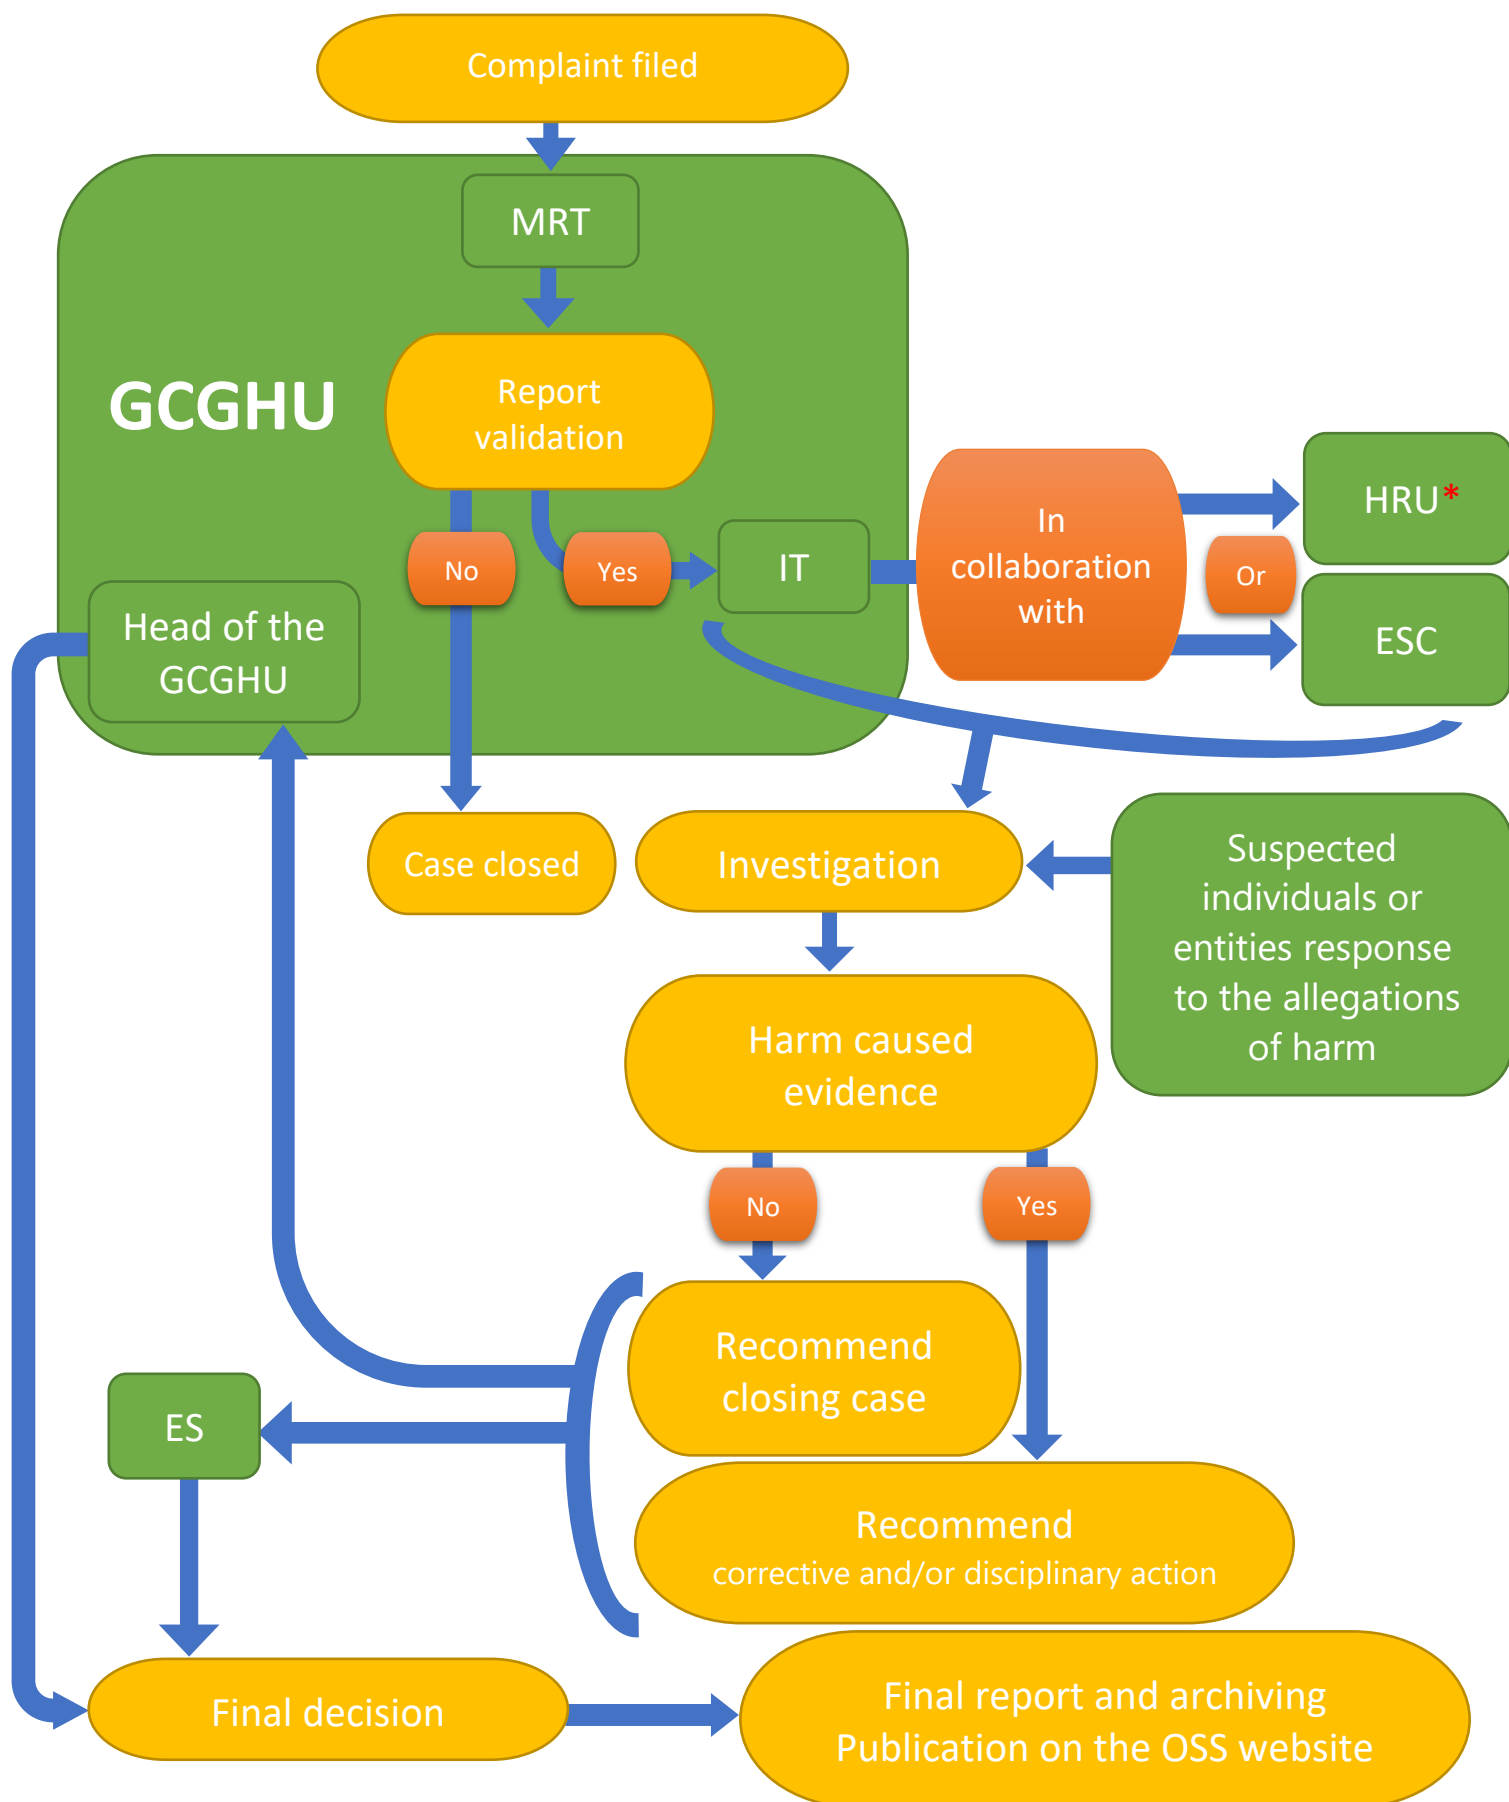 Complaint filed
MRT
GCGHU
Report
validation
No
Yes
IT
In
collaboration
with
HRU*
Or
ESC
Head of the
GCGHU
Case closed
Investigation
Suspected
individuals or
entities response
to the allegations
of harm
Harm caused
evidence
No
Yes
Recommend
closing case
ES
Recommend
corrective and/or disciplinary action
Final decision
Final report and archiving
Publication on the OSS website